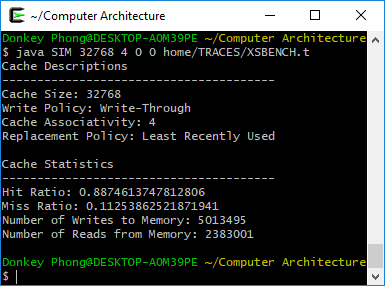 ~/Computer Architecture
Donkey Phong@DESKTOP-AOM39PE ~/Computer Architecture
$ java SIM 32768 4 0 0 home/TRACES/XSBENCH.t
Cache Descriptions
---------------------------------------
Cache Size: 32768
Write Policy: Write-Through
Cache Associativity: 4
Replacement Policy: Least Recently Used
Cache Statistics
---------------------------------------
Hit Ratio: 0.8874613747812806
Miss Ratio: 0.11253862521871941
Number of Writes to Memory: 5013495
Number of Reads from Memory: 2383001
Donkey Phong@DESKTOP-AOM39PE ~/Computer Architecture
$